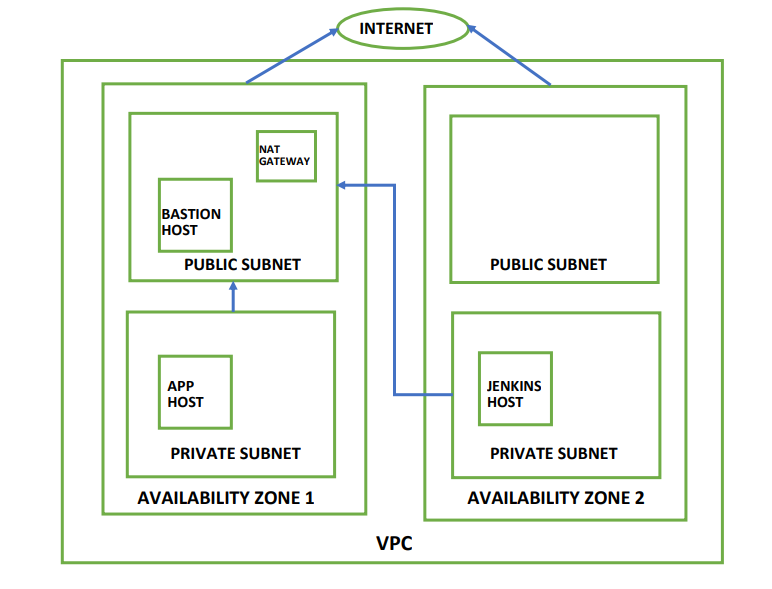 INTERNET
NAT
GATEWAY
BASTION
HOST
PUBLIC SUBNET
PUBLIC SUBNET
APP
HOST
PRIVATE SUBNET
JENKINS
HOST
PRIVATE SUBNET
AVAILABILITY ZONE 1
AVAILABILITY ZONE 2
VPC